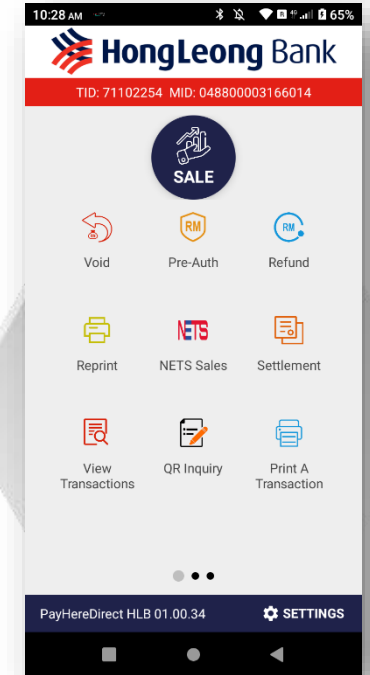 10:28 AM
R 4G 65%
HongLeong Bank
TID: 71102254 MID: 048800003166014
SALE
RM
RM
Void Pre-Auth Refund
NETS
Reprint NETS Sales Settlement
View Transactions
QR Inquiry
Print A Transaction
PayHereDirect HLB 01.00.34 SETTINGS